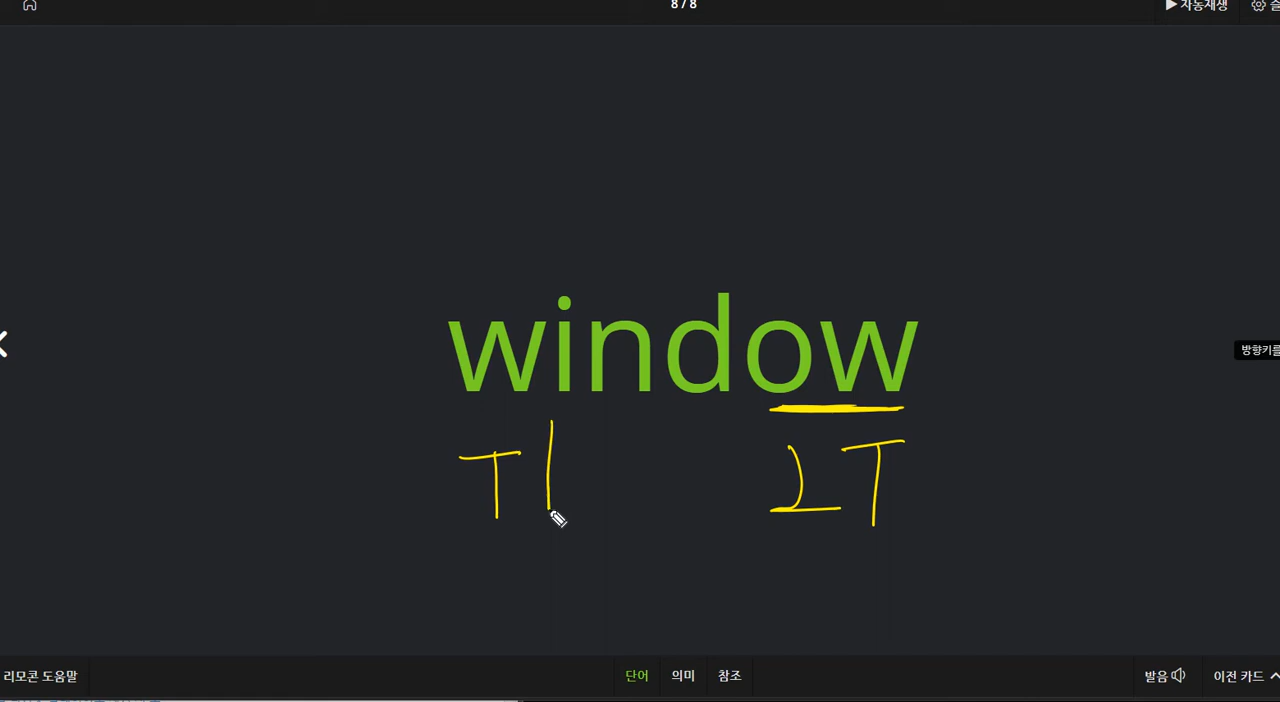 8 / 8 자동재생
window
방향키를
ㅜㅣ ㅗㅜ
리모콘 도움말 단어 의미 참조 발음 이전 카드